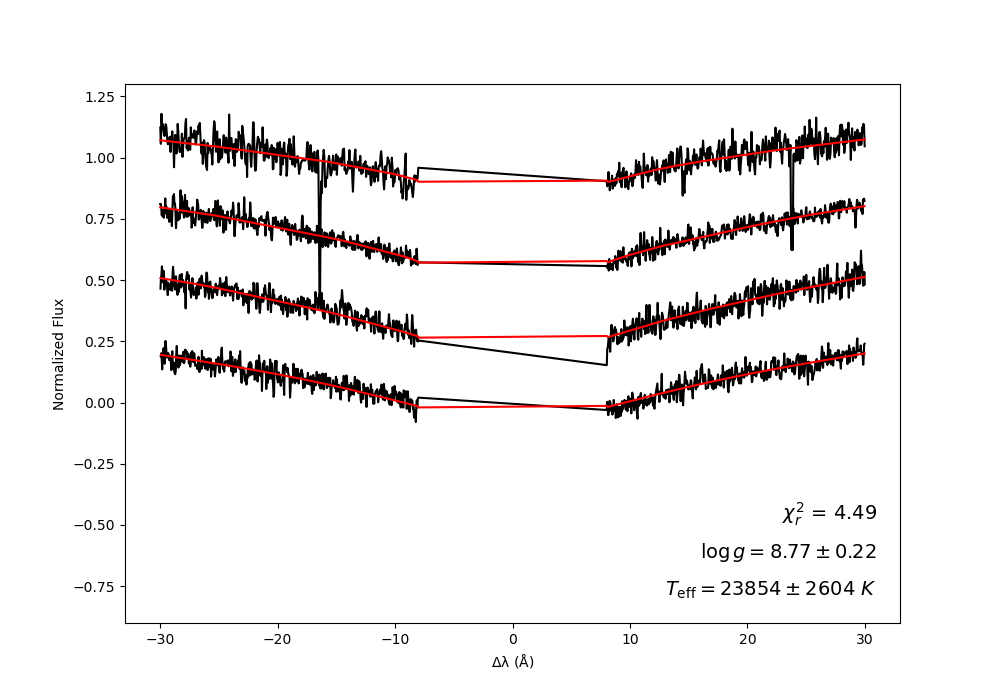 1.25
1.00
0.75
0.50
0.25
0.00
−0.25
−0.50
−0.75
Normalized Flux
χ²ᵣ = 4.49
log g = 8.77 ± 0.22
T_eff = 23854 ± 2604 K
−30 −20 −10 0 10 20 30
Δλ (Å)